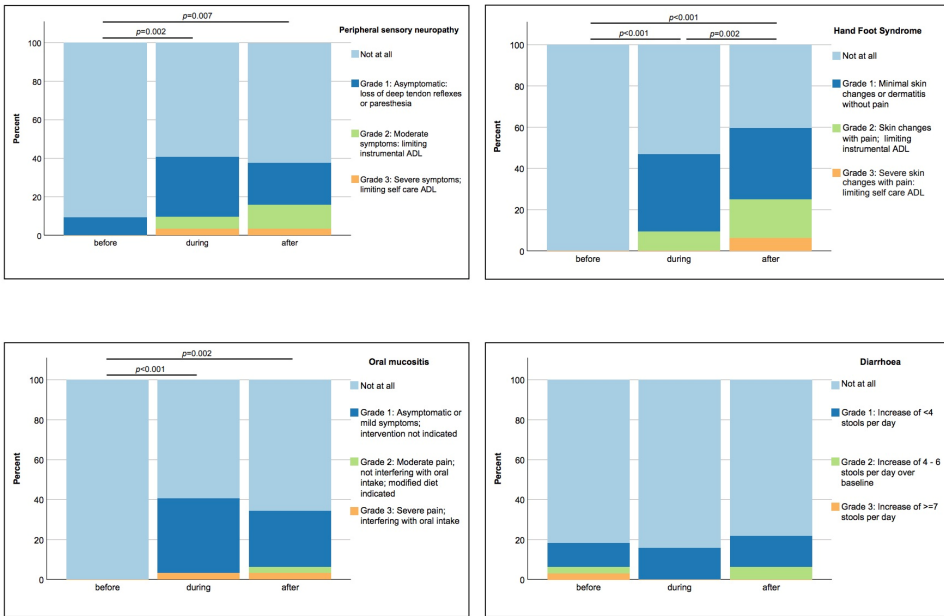 p=0.007
p=0.002
Peripheral sensory neuropathy
Percent
100
80
60
40
20
0
before
during
after
Not at all
Grade 1: Asymptomatic:
loss of deep tendon reflexes
or paresthesia
Grade 2: Moderate
symptoms: limiting
instrumental ADL
Grade 3: Severe symptoms;
limiting self care ADL
p<0.001
p<0.001
p=0.002
Hand Foot Syndrome
Percent
100
80
60
40
20
0
before
during
after
Not at all
Grade 1: Minimal skin
changes or dermatitis
without pain
Grade 2: Skin changes
with pain; limiting
instrumental ADL
Grade 3: Severe skin
changes with pain:
limiting self care ADL
p=0.002
p<0.001
Oral mucositis
Percent
100
80
60
40
20
0
before
during
after
Not at all
Grade 1: Asymptomatic or
mild symptoms;
intervention not indicated
Grade 2: Moderate pain;
not interfering with oral
intake; modified diet
indicated
Grade 3: Severe pain;
interfering with oral intake
Diarrhoea
Percent
100
80
60
40
20
0
before
during
after
Not at all
Grade 1: Increase of <4
stools per day
Grade 2: Increase of 4 - 6
stools per day over
baseline
Grade 3: Increase of >=7
stools per day